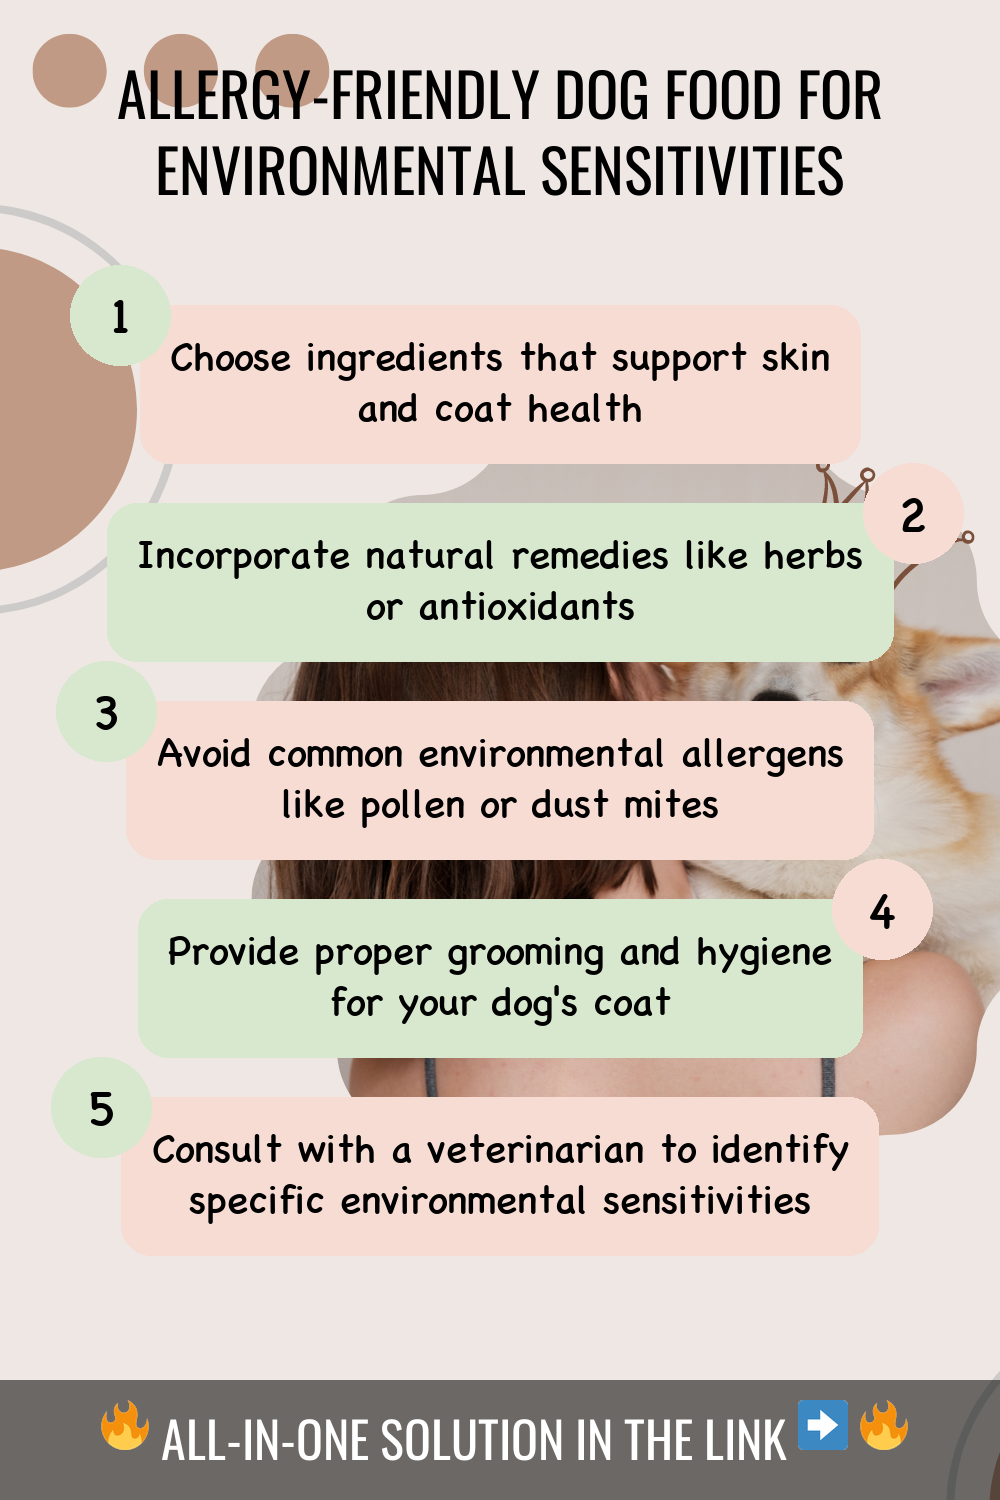 ALLERGY-FRIENDLY DOG FOOD FOR
ENVIRONMENTAL SENSITIVITIES
1
Choose ingredients that support skin
and coat health
2
Incorporate natural remedies like herbs
or antioxidants
3
Avoid common environmental allergens
like pollen or dust mites
4
Provide proper grooming and hygiene
for your dog's coat
5
Consult with a veterinarian to identify
specific environmental sensitivities
🔥 ALL-IN-ONE SOLUTION IN THE LINK ➡️ 🔥